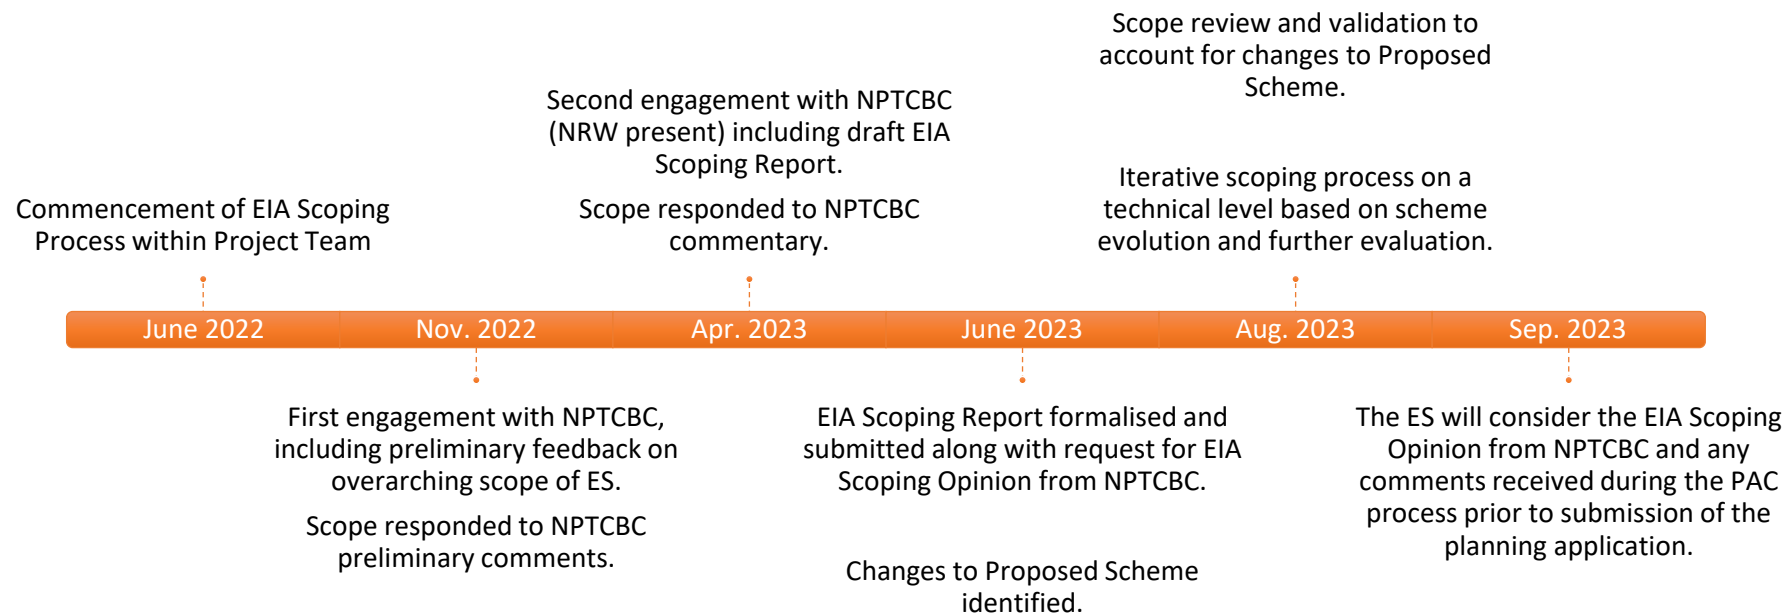 Commencement of EIA Scoping
Process within Project Team
Second engagement with NPTCBC
(NRW present) including draft EIA
Scoping Report.
Scope responded to NPTCBC
commentary.
Scope review and validation to
account for changes to Proposed
Scheme.
Iterative scoping process on a
technical level based on scheme
evolution and further evaluation.
June 2022
Nov. 2022
Apr. 2023
June 2023
Aug. 2023
Sep. 2023
First engagement with NPTCBC,
including preliminary feedback on
overarching scope of ES.
Scope responded to NPTCBC
preliminary comments.
EIA Scoping Report formalised and
submitted along with request for EIA
Scoping Opinion from NPTCBC.
Changes to Proposed Scheme
identified.
The ES will consider the EIA Scoping
Opinion from NPTCBC and any
comments received during the PAC
process prior to submission of the
planning application.